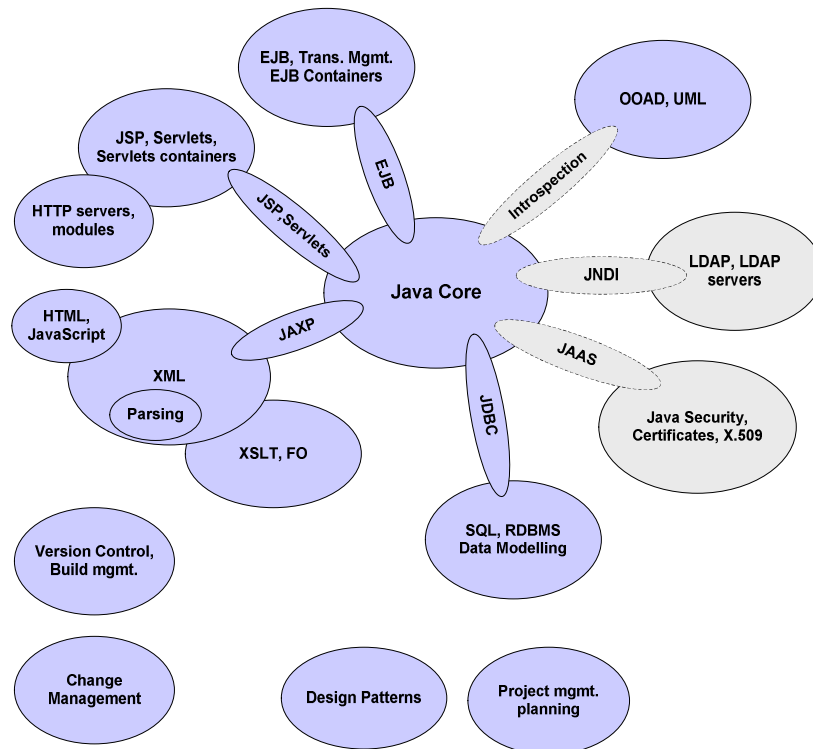 EJB, Trans. Mgmt.
EJB Containers
OOAD, UML
JSP, Servlets,
Servlets containers
EJB
Introspection
HTTP servers,
modules
JSP,Servlets
LDAP, LDAP
servers
JNDI
Java Core
HTML,
JavaScript
JAXP
JAAS
XML
Parsing
JDBC
Java Security,
Certificates, X.509
XSLT, FO
SQL, RDBMS
Data Modelling
Version Control,
Build mgmt.
Change
Management
Design Patterns
Project mgmt.
planning